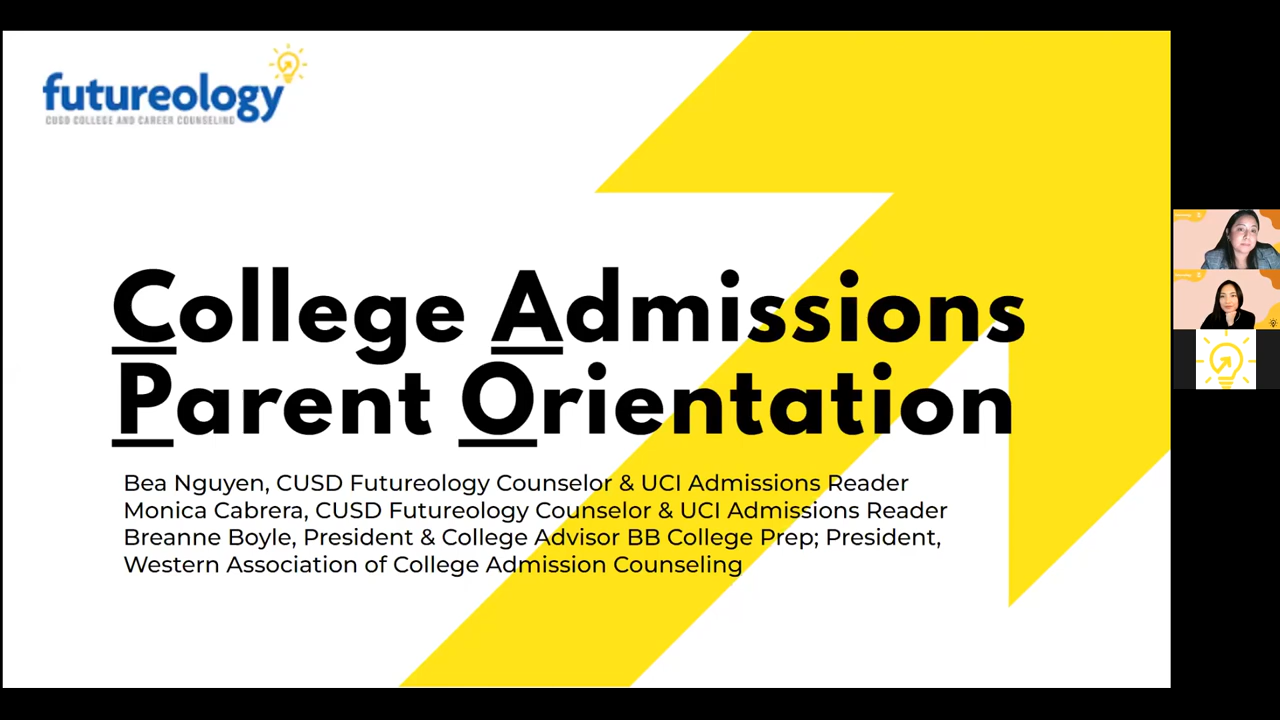 futureology
CUSD COLLEGE AND CAREER COUNSELING
College Admissions
Parent Orientation
Bea Nguyen, CUSD Futureology Counselor & UCI Admissions Reader
Monica Cabrera, CUSD Futureology Counselor & UCI Admissions Reader
Breanne Boyle, President & College Advisor BB College Prep; President,
Western Association of College Admission Counseling